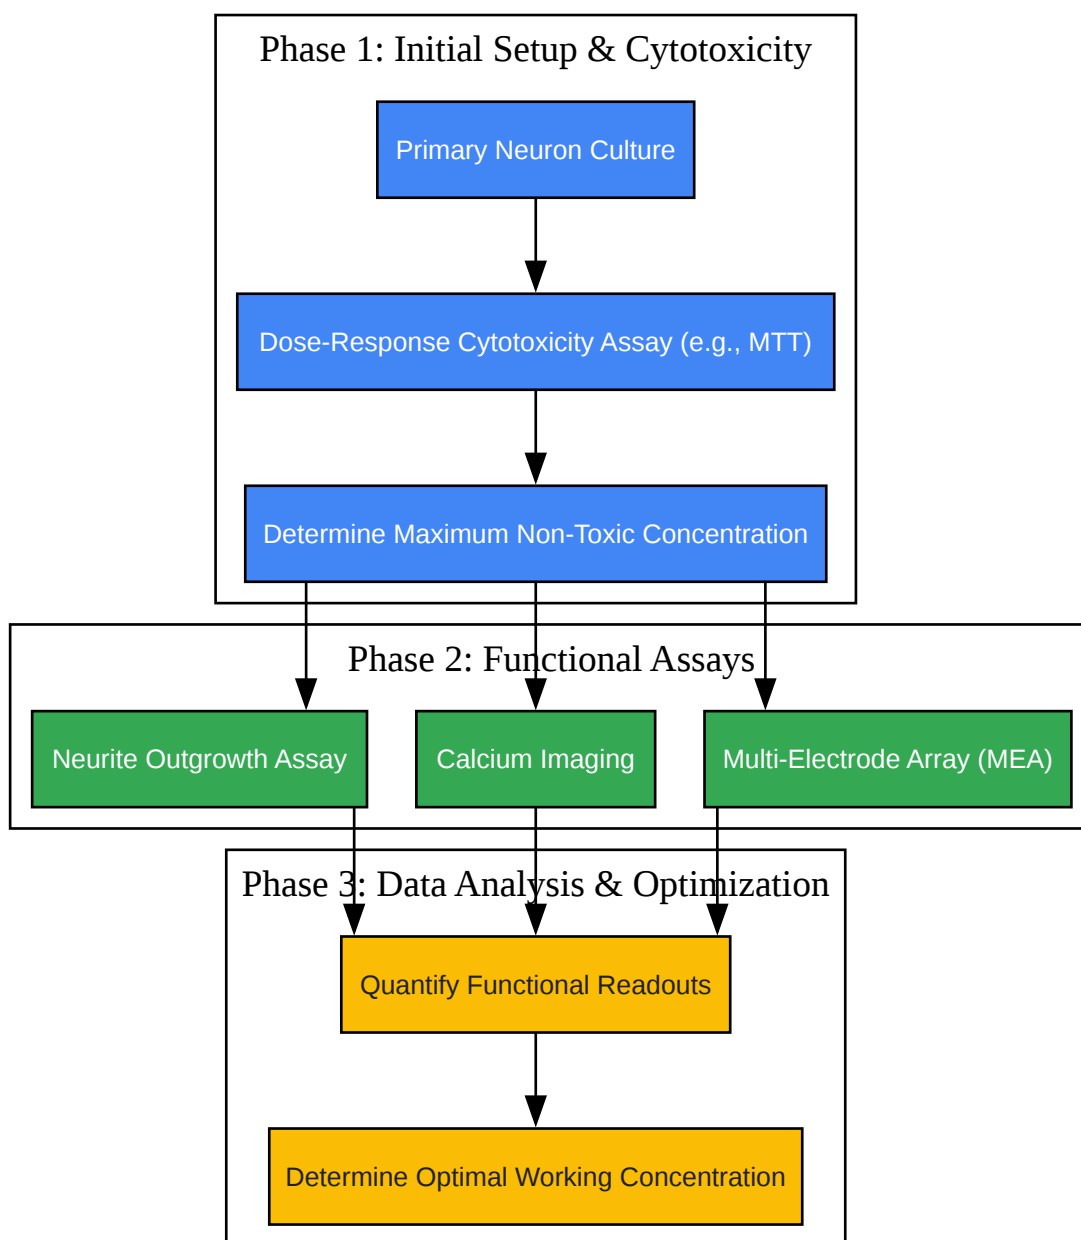 Phase 1: Initial Setup & Cytotoxicity
Primary Neuron Culture
Dose-Response Cytotoxicity Assay (e.g., MTT)
Determine Maximum Non-Toxic Concentration
Phase 2: Functional Assays
Neurite Outgrowth Assay
Calcium Imaging
Multi-Electrode Array (MEA)
Phase 3: Data Analysis & Optimization
Quantify Functional Readouts
Determine Optimal Working Concentration